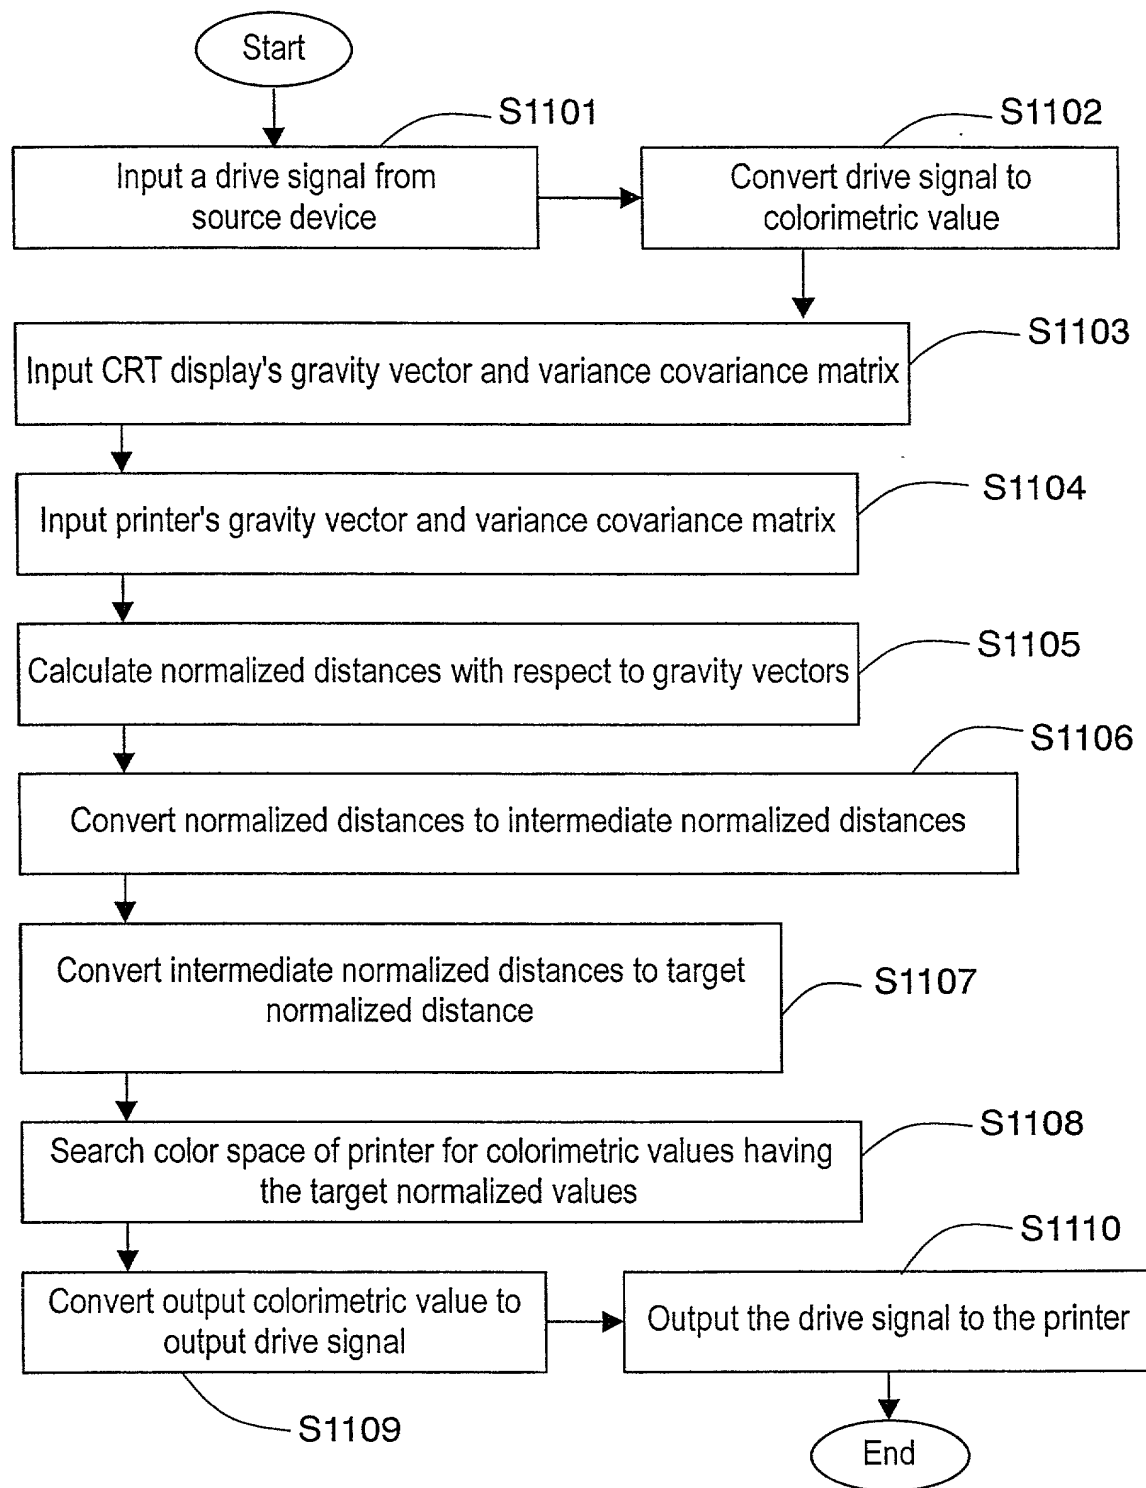 Start
S1101
S1102
Input a drive signal from
source device
Convert drive signal to
colorimetric value
S1103
Input CRT display's gravity vector and variance covariance matrix
S1104
Input printer's gravity vector and variance covariance matrix
S1105
Calculate normalized distances with respect to gravity vectors
S1106
Convert normalized distances to intermediate normalized distances
Convert intermediate normalized distances to target
normalized distance
S1107
S1108
Search color space of printer for colorimetric values having
the target normalized values
S1110
Convert output colorimetric value to
output drive signal
Output the drive signal to the printer
S1109
End